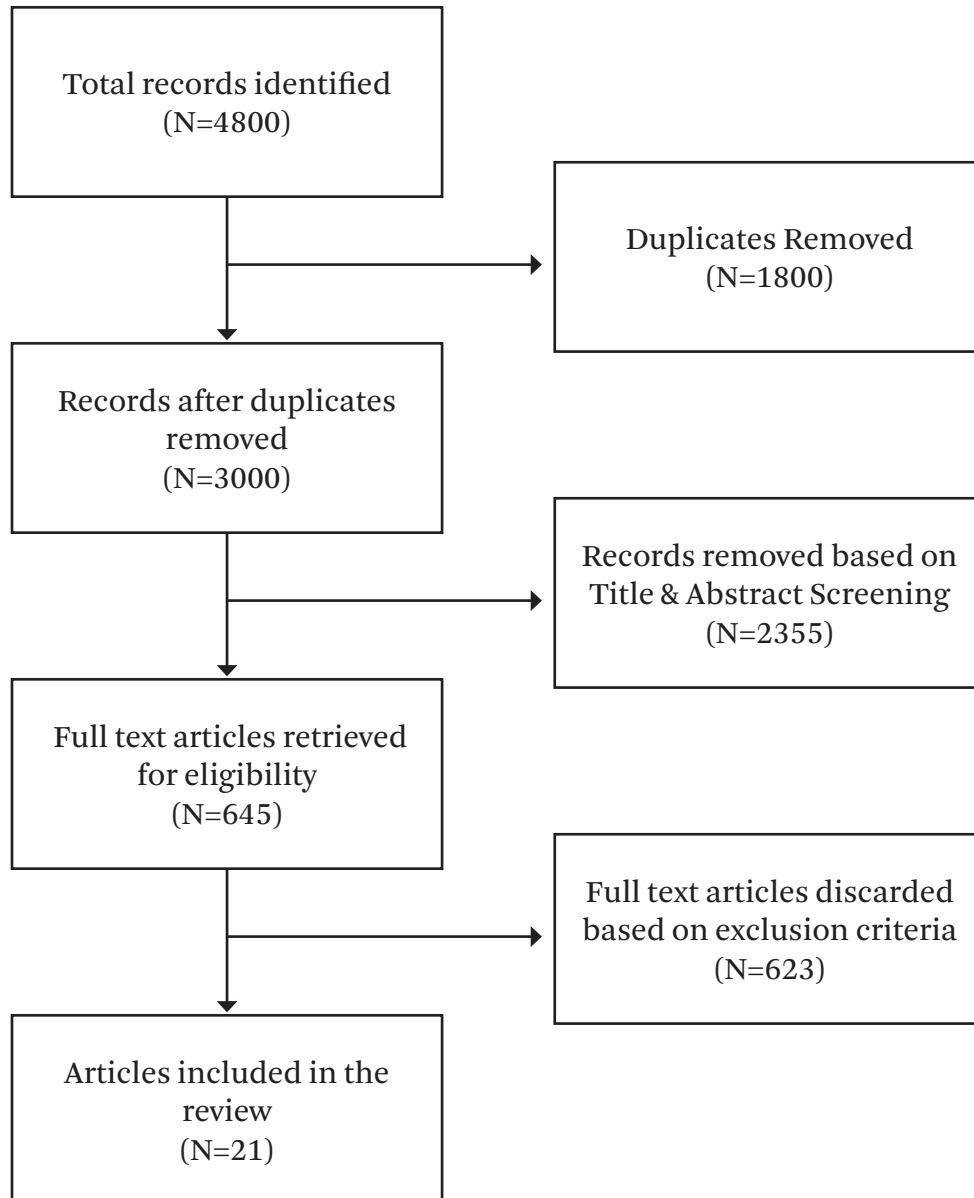 Total records identified
(N=4800)
Duplicates Removed
(N=1800)
Records after duplicates
removed
(N=3000)
Records removed based on
Title & Abstract Screening
(N=2355)
Full text articles retrieved
for eligibility
(N=645)
Full text articles discarded
based on exclusion criteria
(N=623)
Articles included in the
review
(N=21)